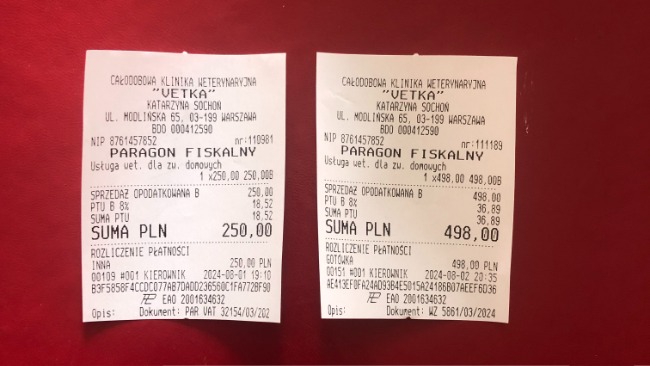 CAŁODOBOWA KLINIKA WETERYNARYJNA
"VETKA"
KATARZYNA SOCHOŃ
UL. MODLIŃSKA 65, 03-199 WARSZAWA
BDO 000412590
NIP 8761457852 nr:110981
PARAGON FISKALNY
Usługa wet. dla zw. domowych
1 x250,00 250,00B
SPRZEDAŻ OPODATKOWANA B 250,00
PTU B 8% 18,52
SUMA PTU 18,52
SUMA PLN 250,00
ROZLICZENIE PŁATNOŚCI
INNA 250,00 PLN
00109 #001 KIEROWNIK 2024-08-01 19:10
B3F5858F4CCDC077AB7DADD236560C1FA772BF90
EAO 2001634632
Opis: Dokument: PAR VAT 32154/03/202
CAŁODOBOWA KLINIKA WETERYNARYJNA
"VETKA"
KATARZYNA SOCHOŃ
UL. MODLIŃSKA 65, 03-199 WARSZAWA
BDO 000412590
NIP 8761457852 nr:111189
PARAGON FISKALNY
Usługa wet. dla zw. domowych
1 x498,00 498,00B
SPRZEDAŻ OPODATKOWANA B 498,00
PTU B 8% 36,89
SUMA PTU 36,89
SUMA PLN 498,00
ROZLICZENIE PŁATNOŚCI
GOTÓWKA 498,00 PLN
00151 #001 KIEROWNIK 2024-08-02 20:35
AE413EF0FA24AD93B4E5015A24186B07AEEF6D36
EAO 2001634632
Opis: Dokument: WZ 5861/03/2024